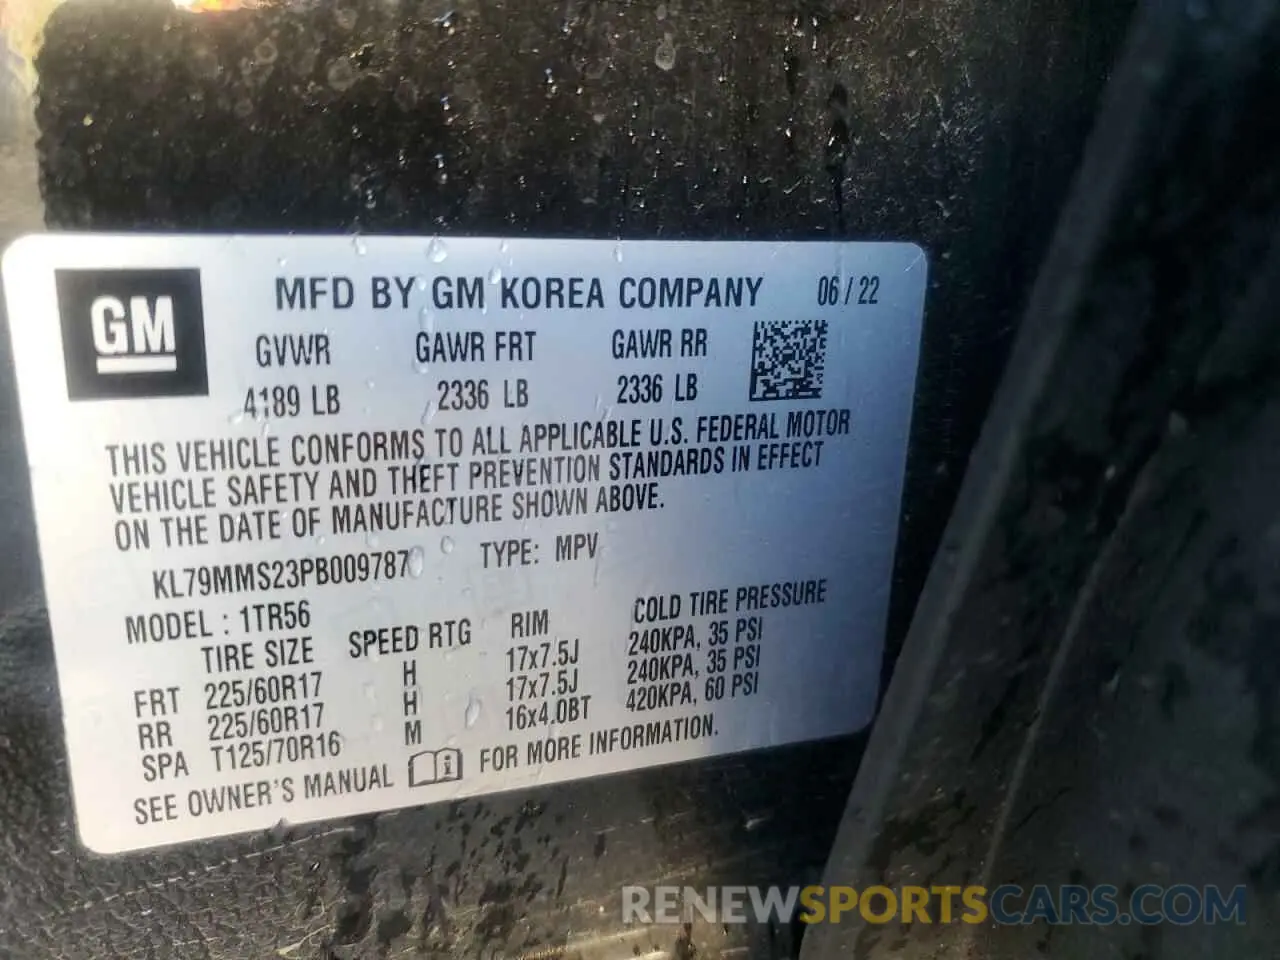 GM
MFD BY GM KOREA COMPANY 06 / 22
GVWR GAWR FRT GAWR RR
4189 LB 2336 LB 2336 LB
THIS VEHICLE CONFORMS TO ALL APPLICABLE U.S. FEDERAL MOTOR
VEHICLE SAFETY AND THEFT PREVENTION STANDARDS IN EFFECT
ON THE DATE OF MANUFACTURE SHOWN ABOVE.
KL79MMS23PB009787 TYPE: MPV
MODEL : 1TR56
TIRE SIZE SPEED RTG RIM COLD TIRE PRESSURE
FRT 225/60R17 H 17x7.5J 240KPA, 35 PSI
RR 225/60R17 H 17x7.5J 240KPA, 35 PSI
SPA T125/70R16 M 16x4.0BT 420KPA, 60 PSI
SEE OWNER'S MANUAL FOR MORE INFORMATION.
RENEWSPORTSCARS.COM